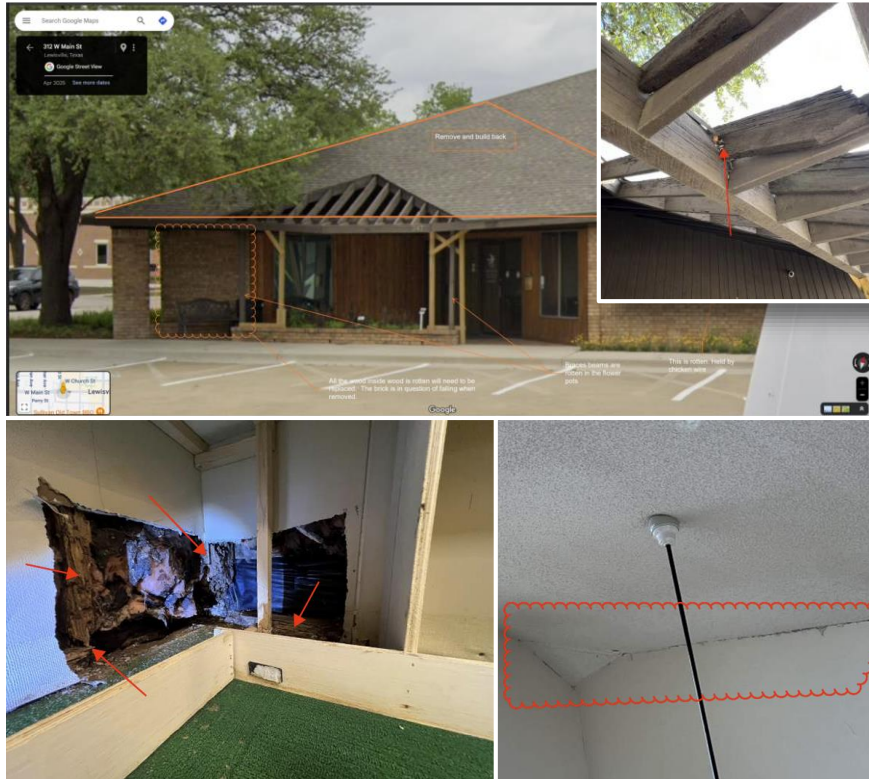 Search Google Maps
312 W Main St
Lewisville, Texas
Google Street View
See more dates
Remove and build back
All the wood inside wood is rotten will need to be
replaced. The brick is in question of falling when
removed.
beams are
rotten in the flower
pots
This is rotten. Held by
chicken wire
W Church St
W Main St
Lewisv
Google